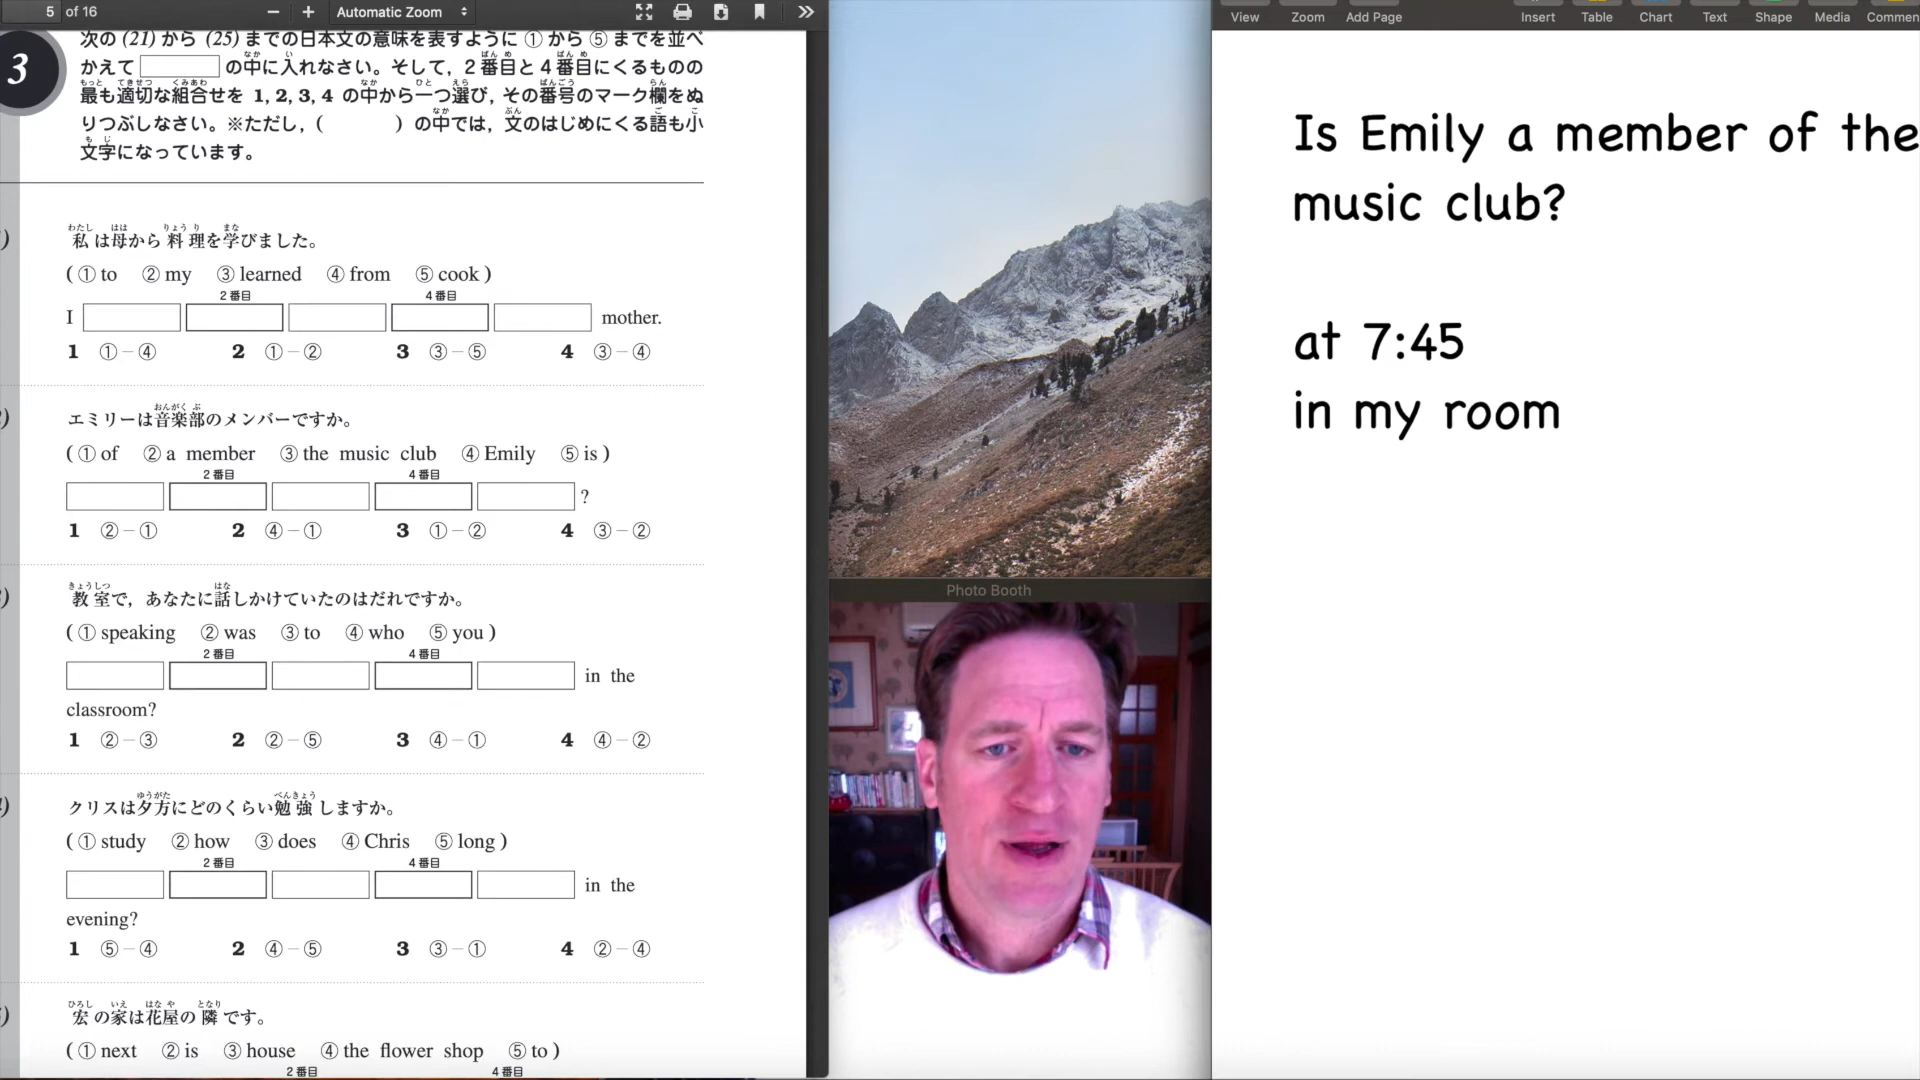 5 of 16
Automatic Zoom
3
次の (21) から (25) までの日本文の意味を表すように ① から ⑤ までを並べ
かえて の中に入れなさい。そして, 2番目と4番目にくるものの
最も適切な組合せを 1, 2, 3, 4 の中から一つ選び, その番号のマーク欄をぬ
りつぶしなさい。※ただし, ( ) の中では, 文のはじめにくる語も小
文字になっています。
私は母から料理を学びました。
( ① to ② my ③ learned ④ from ⑤ cook )
2番目 4番目
I mother.
1 ① – ④ 2 ① – ② 3 ③ – ⑤ 4 ③ – ④
エミリーは音楽部のメンバーですか。
( ① of ② a member ③ the music club ④ Emily ⑤ is )
2番目 4番目
?
1 ② – ① 2 ④ – ① 3 ① – ② 4 ③ – ②
教室で, あなたに話しかけていたのはだれですか。
( ① speaking ② was ③ to ④ who ⑤ you )
2番目 4番目
in the
classroom?
1 ② – ③ 2 ② – ⑤ 3 ④ – ① 4 ④ – ②
クリスは夕方にどのくらい勉強しますか。
( ① study ② how ③ does ④ Chris ⑤ long )
2番目 4番目
in the
evening?
1 ⑤ – ④ 2 ④ – ⑤ 3 ③ – ① 4 ② – ④
宏の家は花屋の隣です。
( ① next ② is ③ house ④ the flower shop ⑤ to )
2番目 4番目
Photo Booth
View Zoom Add Page Insert Table Chart Text Shape Media Commen
Is Emily a member of the
music club?
at 7:45
in my room